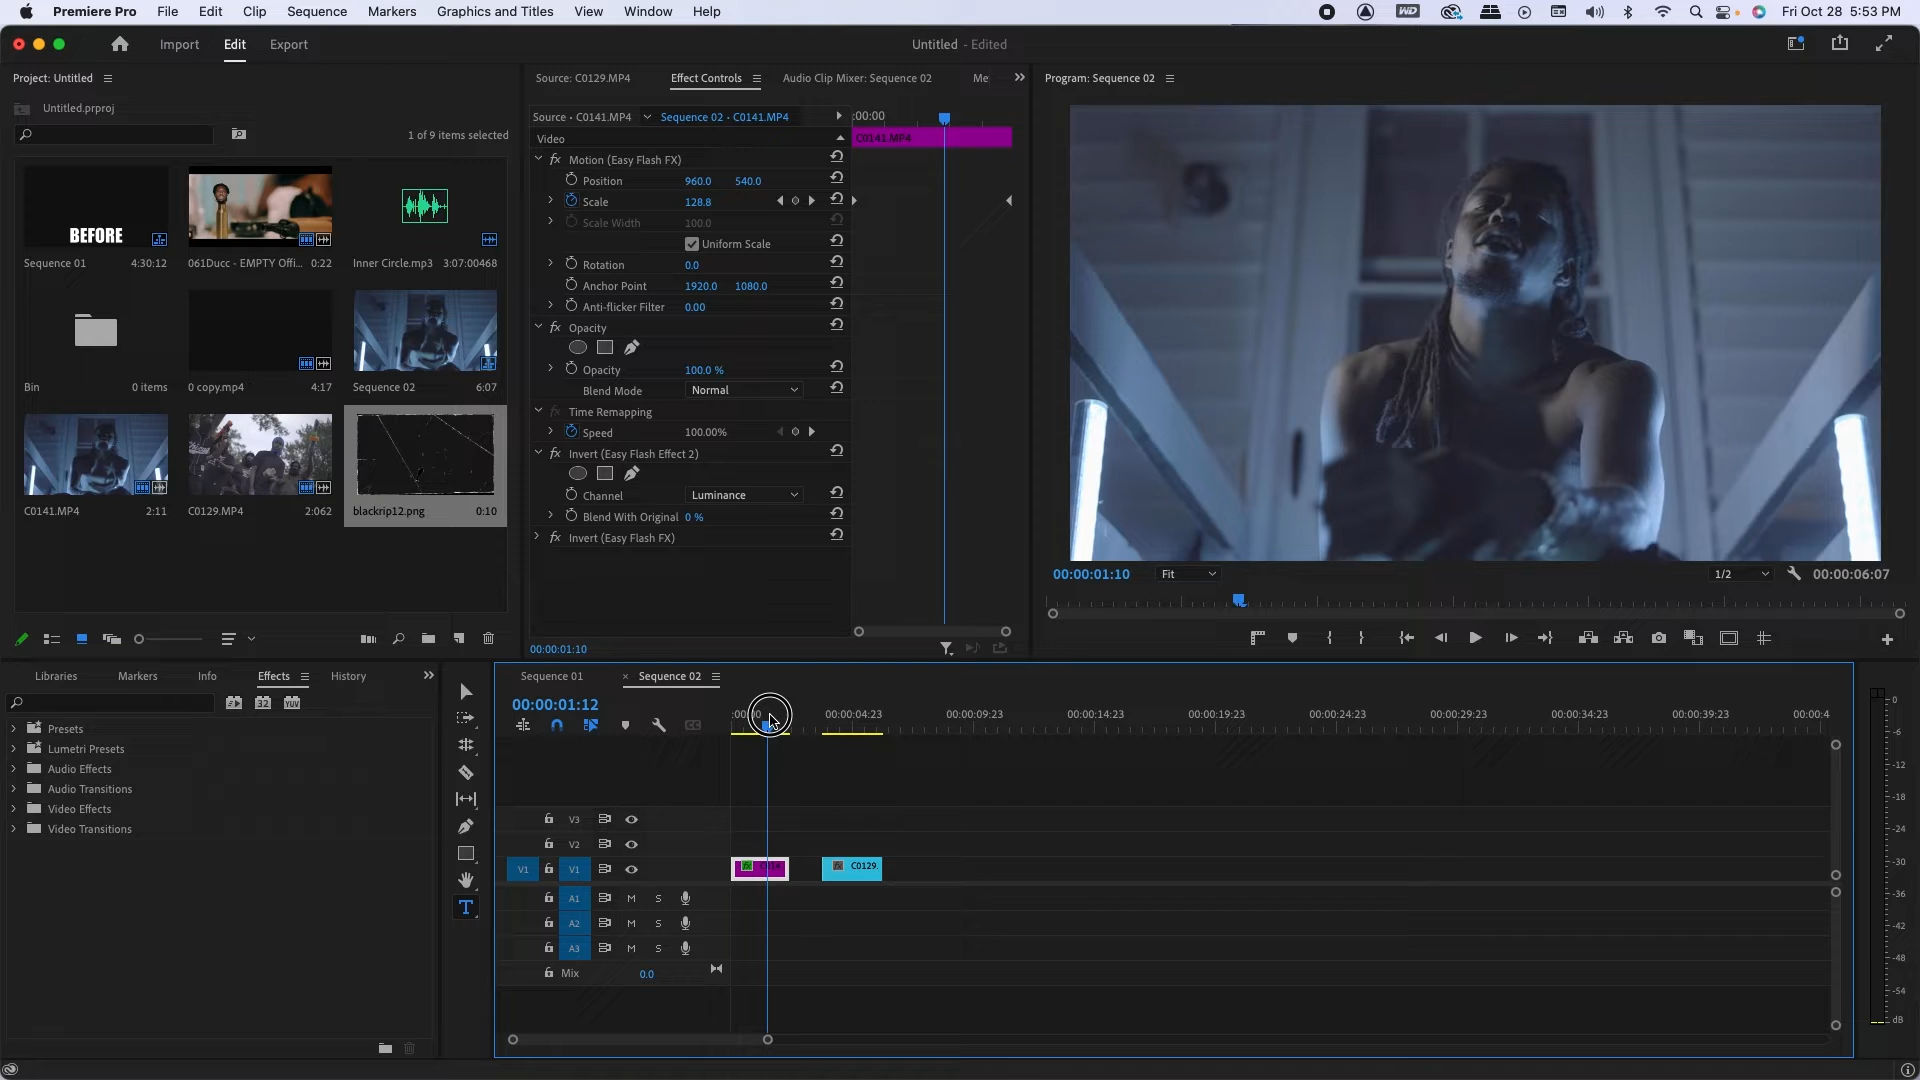 Premiere Pro File Edit Clip Sequence Markers Graphics and Titles View Window Help
Fri Oct 28 5:53 PM
Import Edit Export
Untitled - Edited
Project: Untitled
Untitled.prproj
1 of 9 items selected
BEFORE
Sequence 01 4:30:12
061Ducc - EMPTY Offi... 0:22
Inner Circle.mp3 3:07:00468
Bin 0 items
0 copy.mp4 4:17
Sequence 02 6:07
C0141.MP4 2:11
C0129.MP4 2:062
blackrip12.png 0:10
Source: C0129.MP4 Effect Controls Audio Clip Mixer: Sequence 02 Me
Source · C0141.MP4 Sequence 02 · C0141.MP4
:00:00
Video
C0141.MP4
fx Motion (Easy Flash FX)
Position 960.0 540.0
Scale 128.8
Scale Width 100.0
Uniform Scale
Rotation 0.0
Anchor Point 1920.0 1080.0
Anti-flicker Filter 0.00
fx Opacity
Opacity 100.0 %
Blend Mode Normal
fx Time Remapping
Speed 100.00%
fx Invert (Easy Flash Effect 2)
Channel Luminance
Blend With Original 0 %
fx Invert (Easy Flash FX)
00:00:01:10
Program: Sequence 02
00:00:01:10 Fit 1/2 00:00:06:07
Libraries Markers Info Effects History
32 YUV
Presets
Lumetri Presets
Audio Effects
Audio Transitions
Video Effects
Video Transitions
Sequence 01 × Sequence 02
00:00:01:12
:00:00 00:00:04:23 00:00:09:23 00:00:14:23 00:00:19:23 00:00:24:23 00:00:29:23 00:00:34:23 00:00:39:23 00:00:4
V3
V2
V1 V1
fx
fx C0129.
A1 M S
A2 M S
A3 M S
Mix 0.0
0
-6
-12
-18
-24
-30
-36
-42
-48
-54
dB